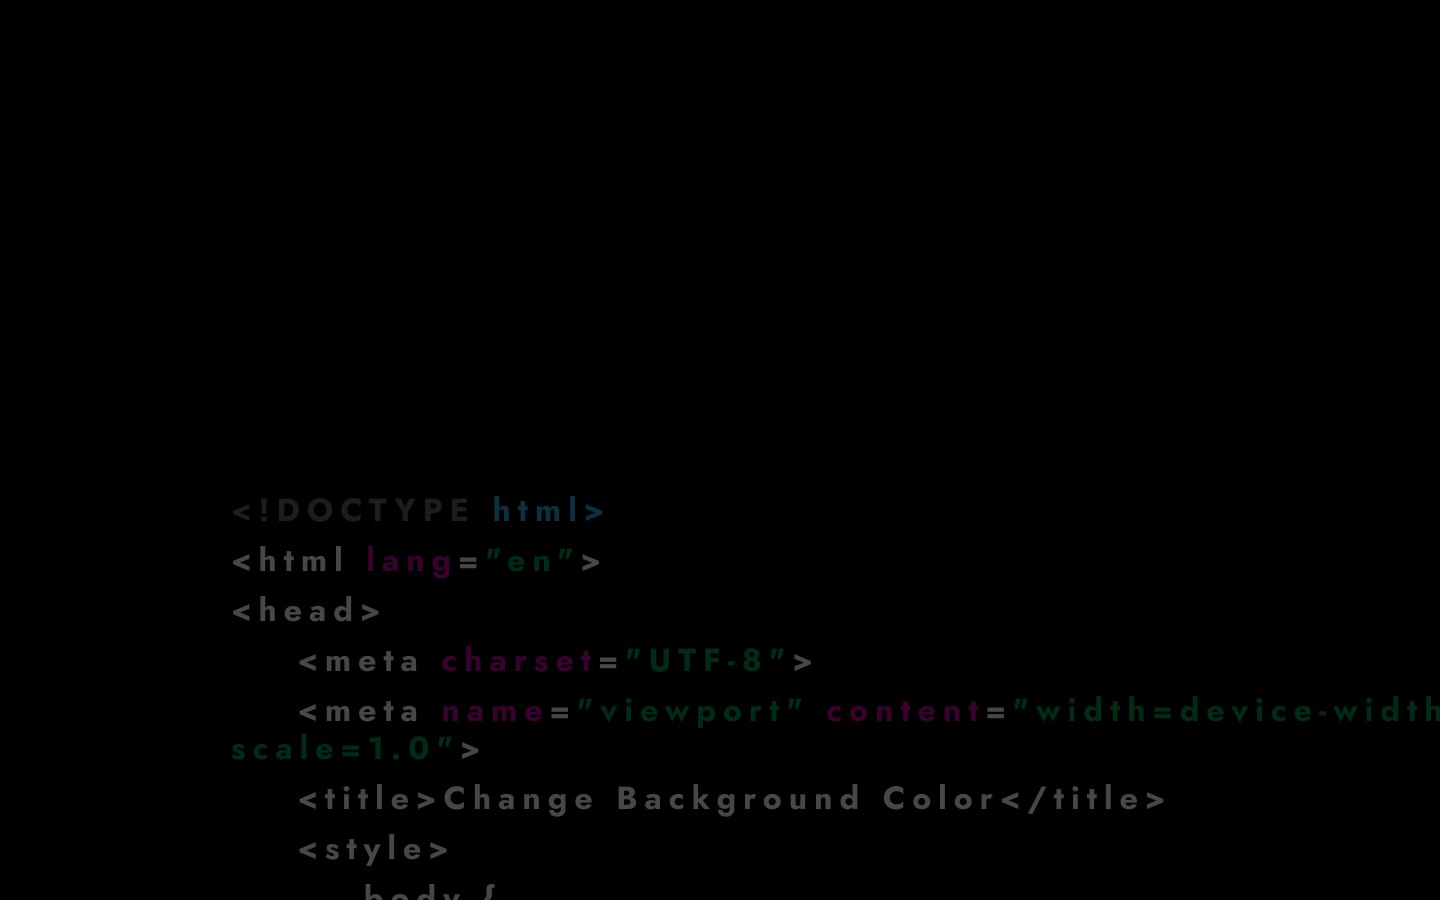 <!DOCTYPE html>
<html lang="en">
<head>
<meta charset="UTF-8">
<meta name="viewport" content="width=device-width
scale=1.0">
<title>Change Background Color</title>
<style>
body {